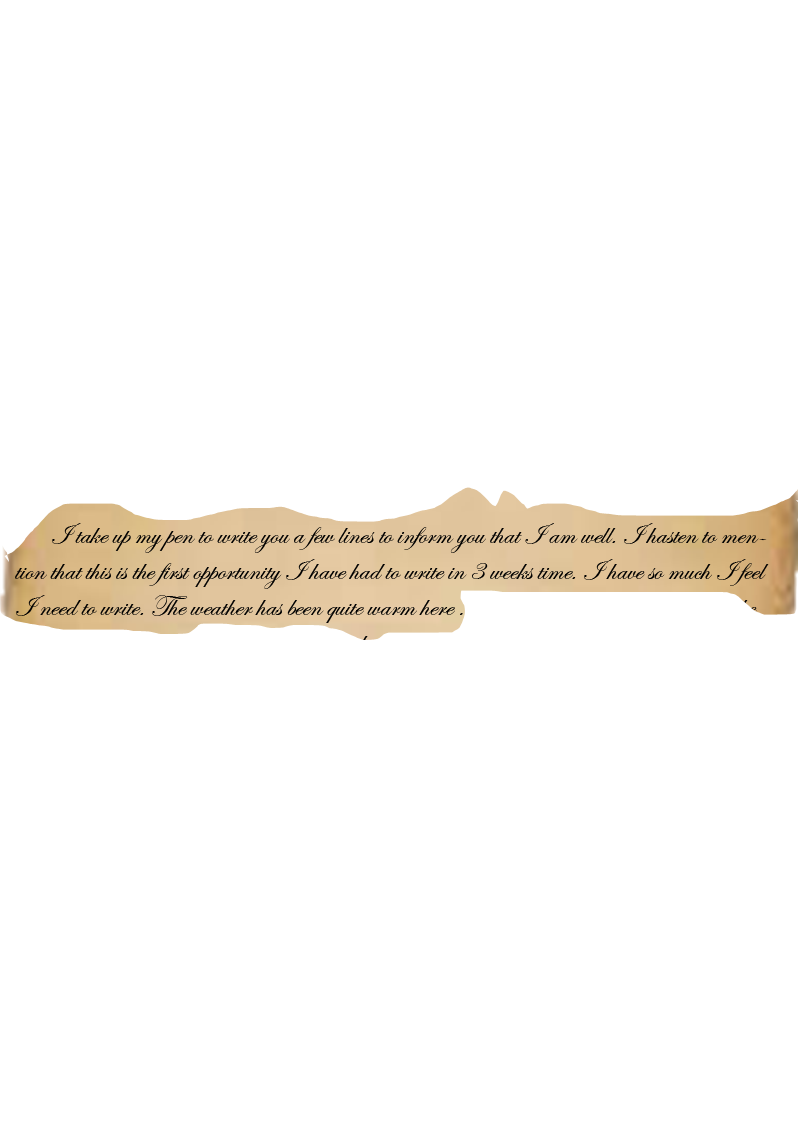 I take up my pen to write you a few lines to inform you that I am well. I hasten to men-
tion that this is the first opportunity I have had to write in 3 weeks time. I have so much I feel
I need to write. The weather has been quite warm here .